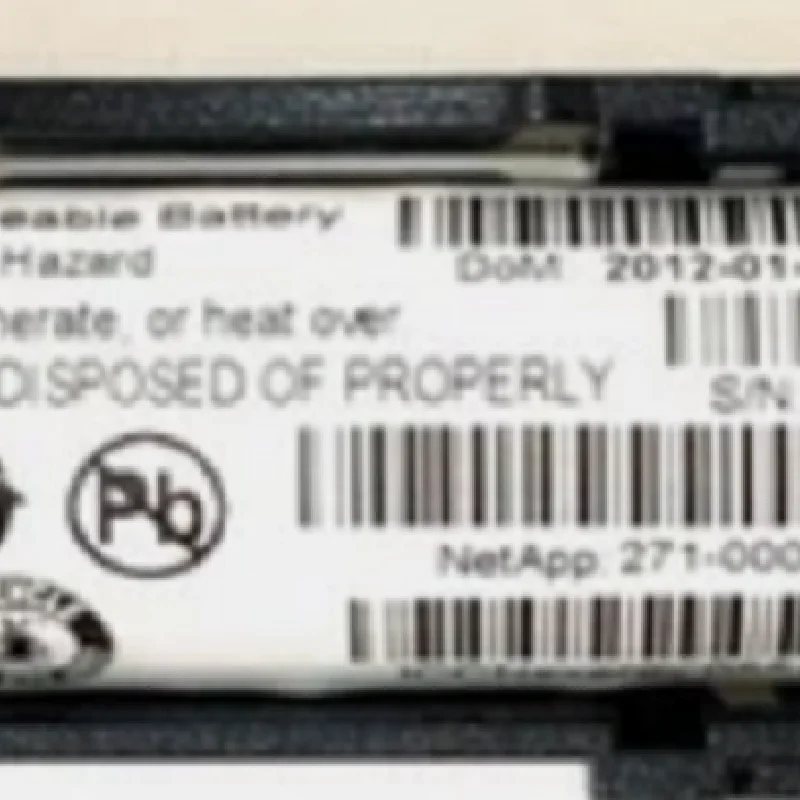 eable Battery
Hazard
DoM: 2012-01-
nerate, or heat over
DISPOSED OF PROPERLY
S/N
Pb
NetApp: 271-000